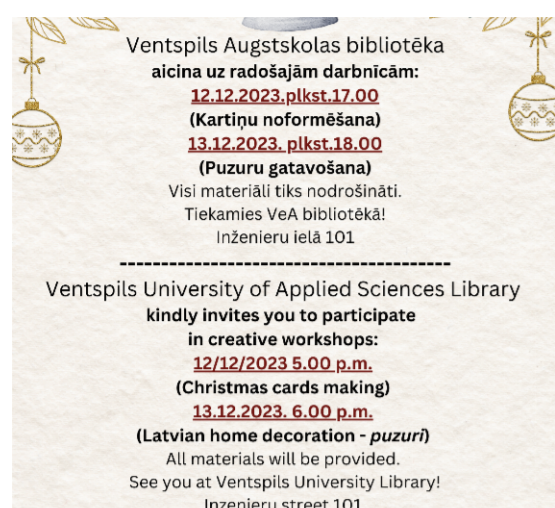 Ventspils Augstskolas bibliotēka
aicina uz radošajām darbnīcām:
12.12.2023.plkst.17.00
(Kartiņu noformēšana)
13.12.2023. plkst.18.00
(Puzuru gatavošana)
Visi materiāli tiks nodrošināti.
Tiekamies VeA bibliotēkā!
Inženieru ielā 101
---------------------------------------
Ventspils University of Applied Sciences Library
kindly invites you to participate
in creative workshops:
12/12/2023 5.00 p.m.
(Christmas cards making)
13.12.2023. 6.00 p.m.
(Latvian home decoration - puzuri)
All materials will be provided.
See you at Ventspils University Library!
Inzenieru street 101